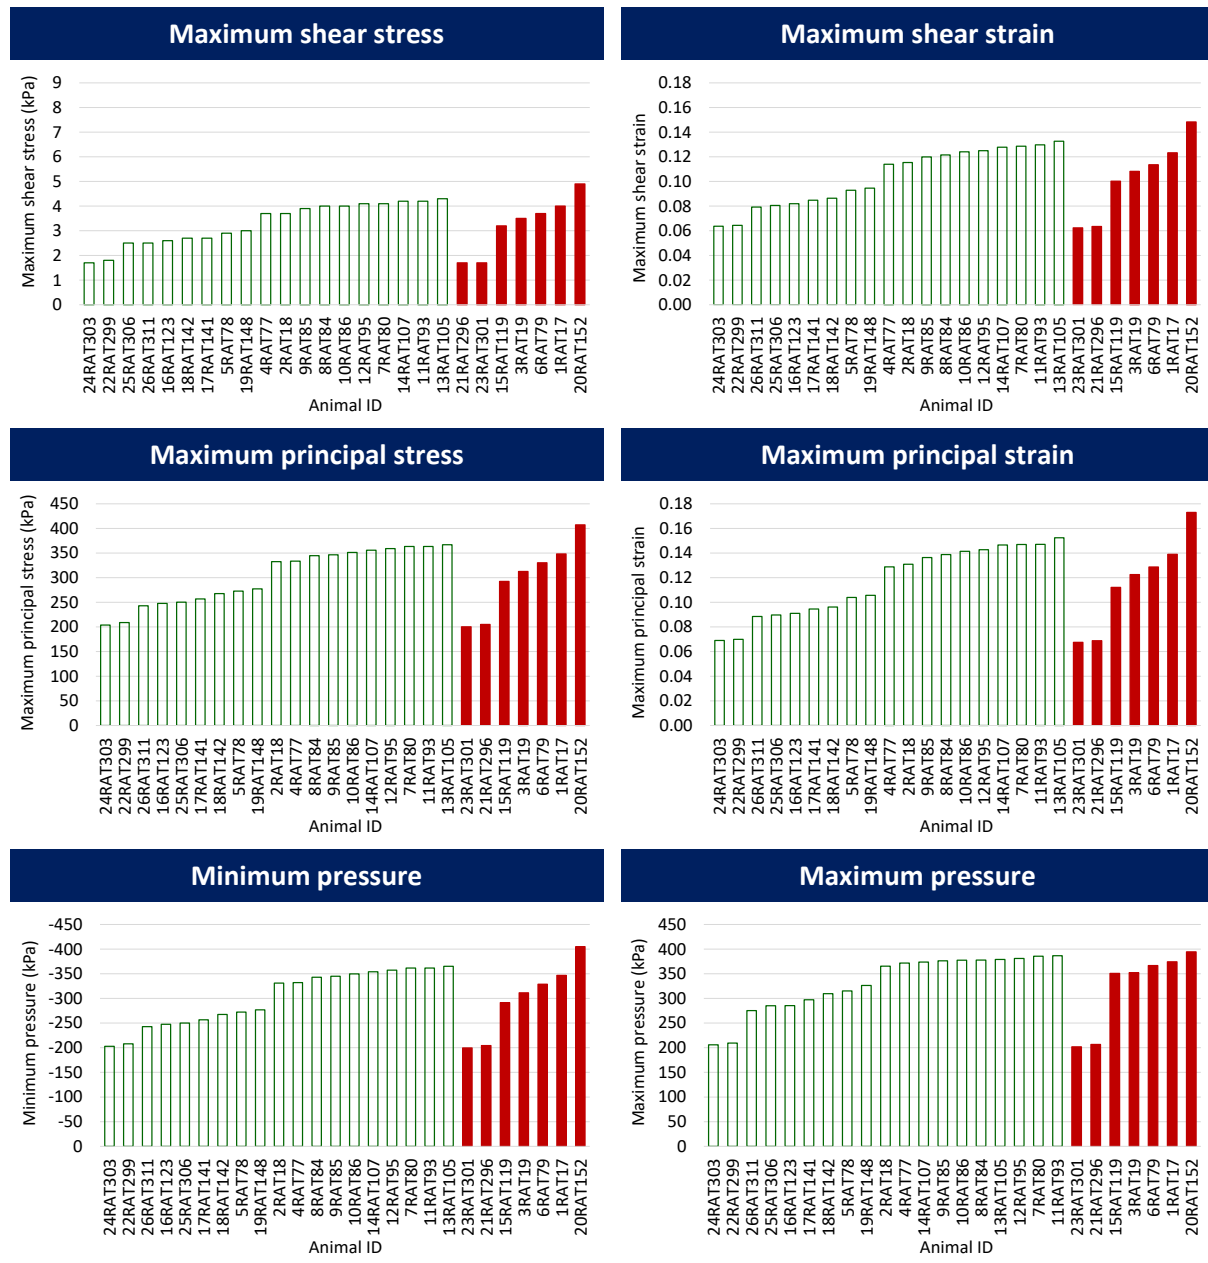 Maximum shear stress
Maximum shear stress (kPa)
9
8
7
6
5
4
3
2
1
0
24RAT303
22RAT299
25RAT306
26RAT311
16RAT123
18RAT142
17RAT141
5RAT78
19RAT148
4RAT77
2RAT18
9RAT85
8RAT84
10RAT86
12RAT95
7RAT80
14RAT107
11RAT93
13RAT105
21RAT296
23RAT301
15RAT119
3RAT19
6RAT79
1RAT17
20RAT152
Animal ID
Maximum shear strain
Maximum shear strain
0.18
0.16
0.14
0.12
0.10
0.08
0.06
0.04
0.02
0.00
24RAT303
22RAT299
26RAT311
25RAT306
16RAT123
17RAT141
18RAT142
5RAT78
19RAT148
4RAT77
2RAT18
9RAT85
8RAT84
10RAT86
12RAT95
14RAT107
7RAT80
11RAT93
13RAT105
23RAT301
21RAT296
15RAT119
3RAT19
6RAT79
1RAT17
20RAT152
Animal ID
Maximum principal stress
Maximum principal stress (kPa)
450
400
350
300
250
200
150
100
50
0
24RAT303
22RAT299
26RAT311
16RAT123
25RAT306
17RAT141
18RAT142
5RAT78
19RAT148
2RAT18
4RAT77
8RAT84
9RAT85
10RAT86
14RAT107
12RAT95
7RAT80
11RAT93
13RAT105
23RAT301
21RAT296
15RAT119
3RAT19
6RAT79
1RAT17
20RAT152
Animal ID
Maximum principal strain
Maximum principal strain
0.18
0.16
0.14
0.12
0.10
0.08
0.06
0.04
0.02
0.00
24RAT303
22RAT299
26RAT311
25RAT306
16RAT123
17RAT141
18RAT142
5RAT78
19RAT148
4RAT77
2RAT18
9RAT85
8RAT84
10RAT86
12RAT95
14RAT107
7RAT80
11RAT93
13RAT105
23RAT301
21RAT296
15RAT119
3RAT19
6RAT79
1RAT17
20RAT152
Animal ID
Minimum pressure
Minimum pressure (kPa)
-450
-400
-350
-300
-250
-200
-150
-100
-50
0
24RAT303
22RAT299
26RAT311
16RAT123
25RAT306
17RAT141
18RAT142
5RAT78
19RAT148
2RAT18
4RAT77
8RAT84
9RAT85
10RAT86
14RAT107
12RAT95
7RAT80
11RAT93
13RAT105
23RAT301
21RAT296
15RAT119
3RAT19
6RAT79
1RAT17
20RAT152
Animal ID
Maximum pressure
Maximum pressure (kPa)
450
400
350
300
250
200
150
100
50
0
24RAT303
22RAT299
26RAT311
25RAT306
16RAT123
17RAT141
18RAT142
5RAT78
19RAT148
2RAT18
4RAT77
14RAT107
9RAT85
10RAT86
8RAT84
13RAT105
12RAT95
7RAT80
11RAT93
23RAT301
21RAT296
15RAT119
3RAT19
6RAT79
1RAT17
20RAT152
Animal ID